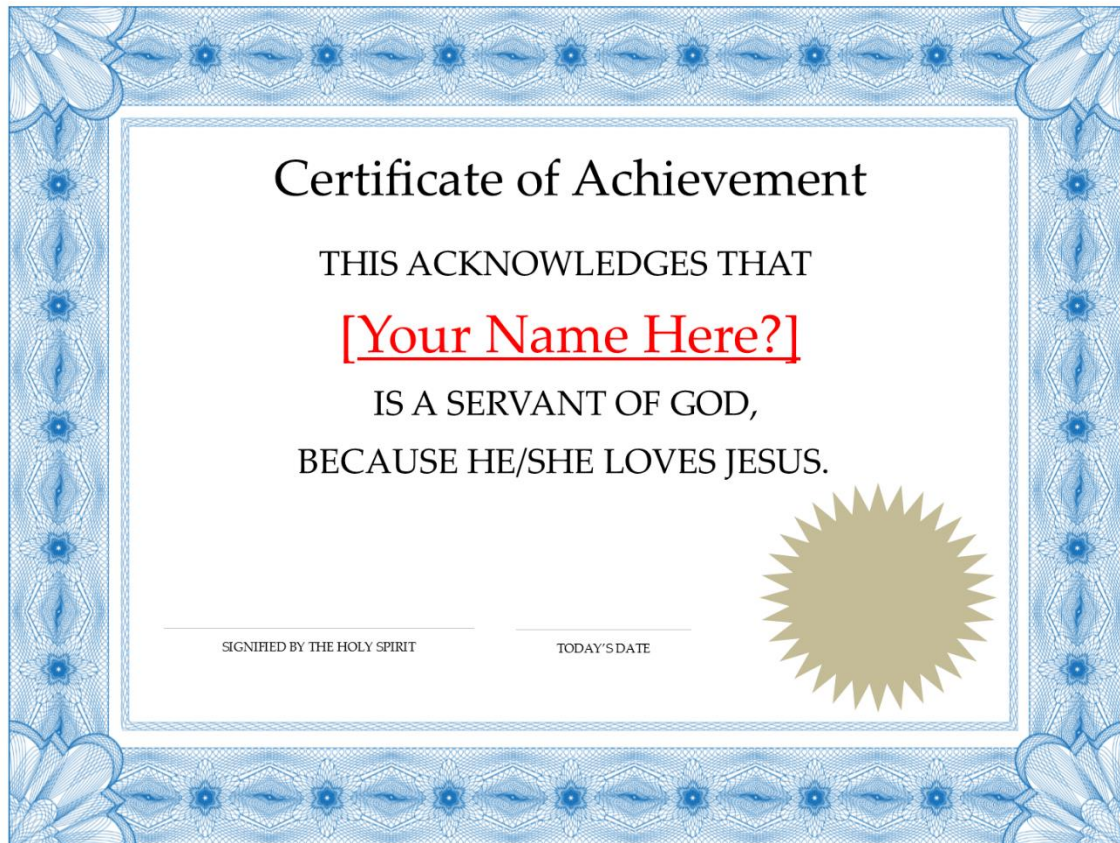 Certificate of Achievement
THIS ACKNOWLEDGES THAT
[Your Name Here?]
IS A SERVANT OF GOD,
BECAUSE HE/SHE LOVES JESUS.
SIGNIFIED BY THE HOLY SPIRIT
TODAY'S DATE